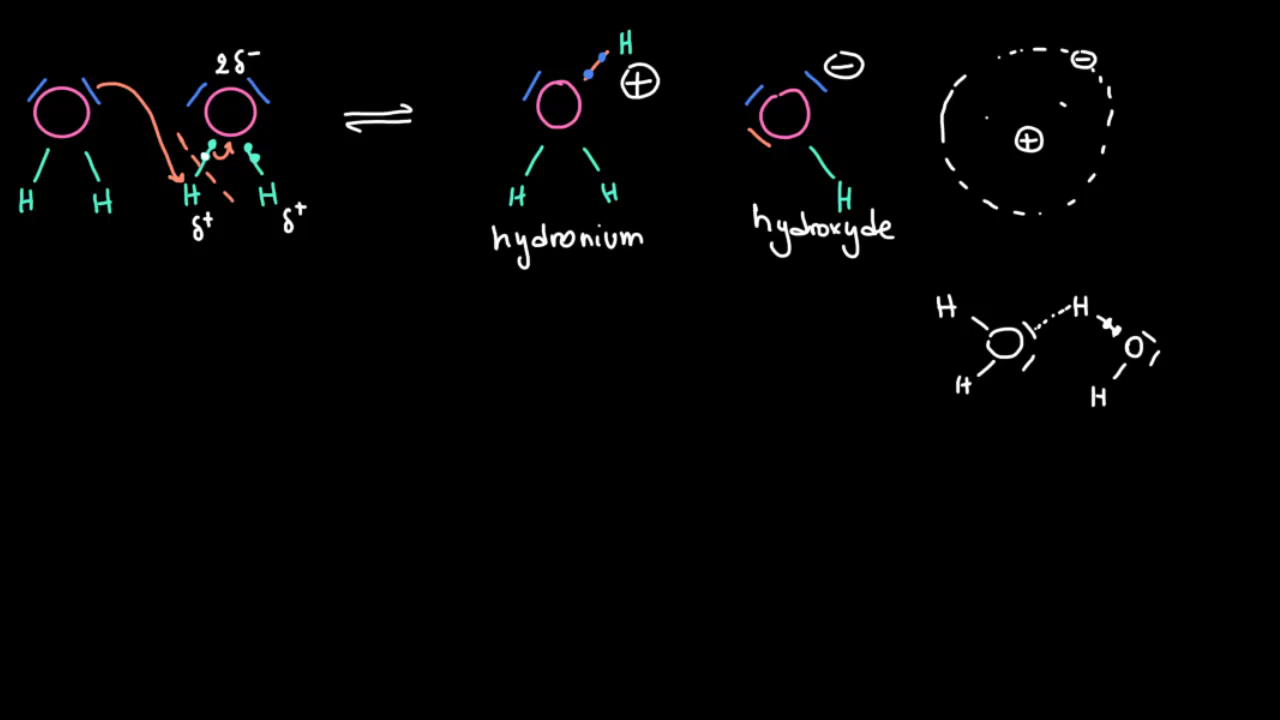 2δ⁻
H
⊕
⊖
⊖
⊕
H H H H
δ⁺ δ⁺
H H
H
hydronium
hydroxyde
H H
O O
H H